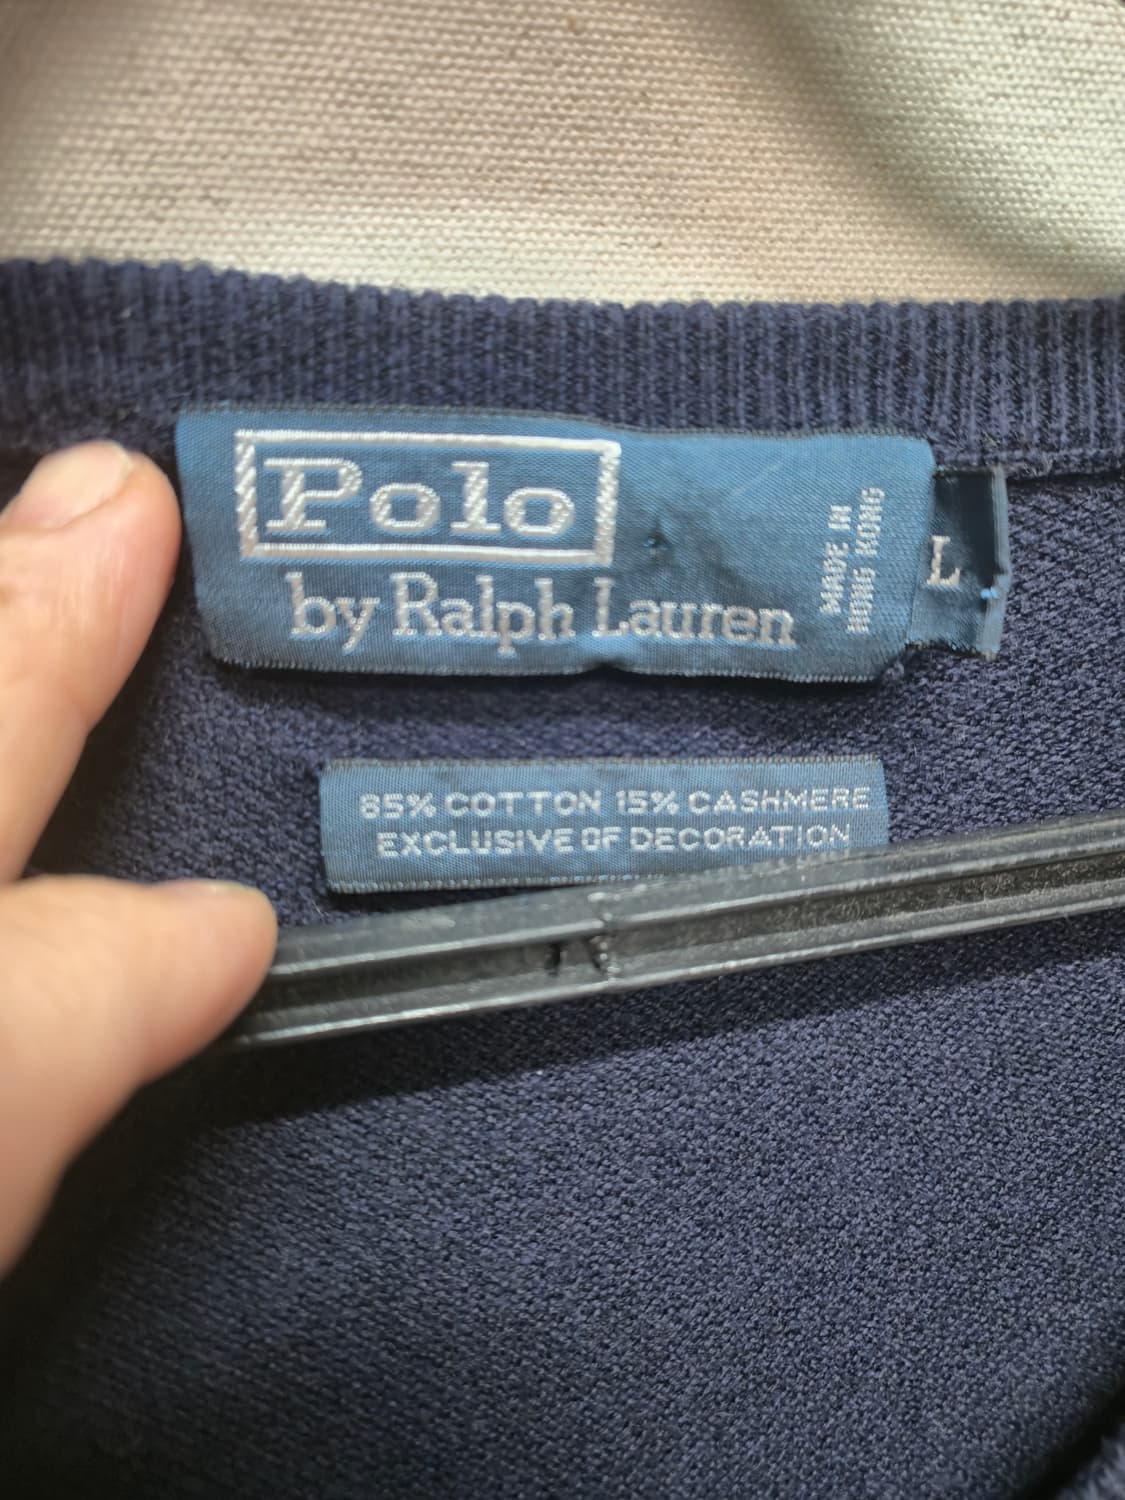 Polo
by Ralph Lauren
MADE IN
HONG KONG
L
85% COTTON 15% CASHMERE
EXCLUSIVE OF DECORATION